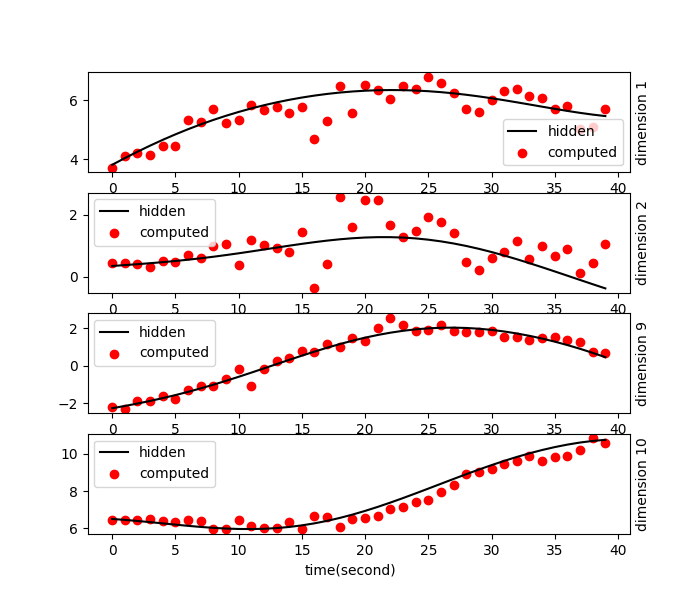 6
4
hidden
computed
dimension 1
0 5 10 15 20 25 30 35 40
hidden
computed
2
0
dimension 2
0 5 10 15 20 25 30 35 40
hidden
computed
2
0
−2
dimension 9
0 5 10 15 20 25 30 35 40
hidden
computed
10
8
6
dimension 10
0 5 10 15 20 25 30 35 40
time(second)